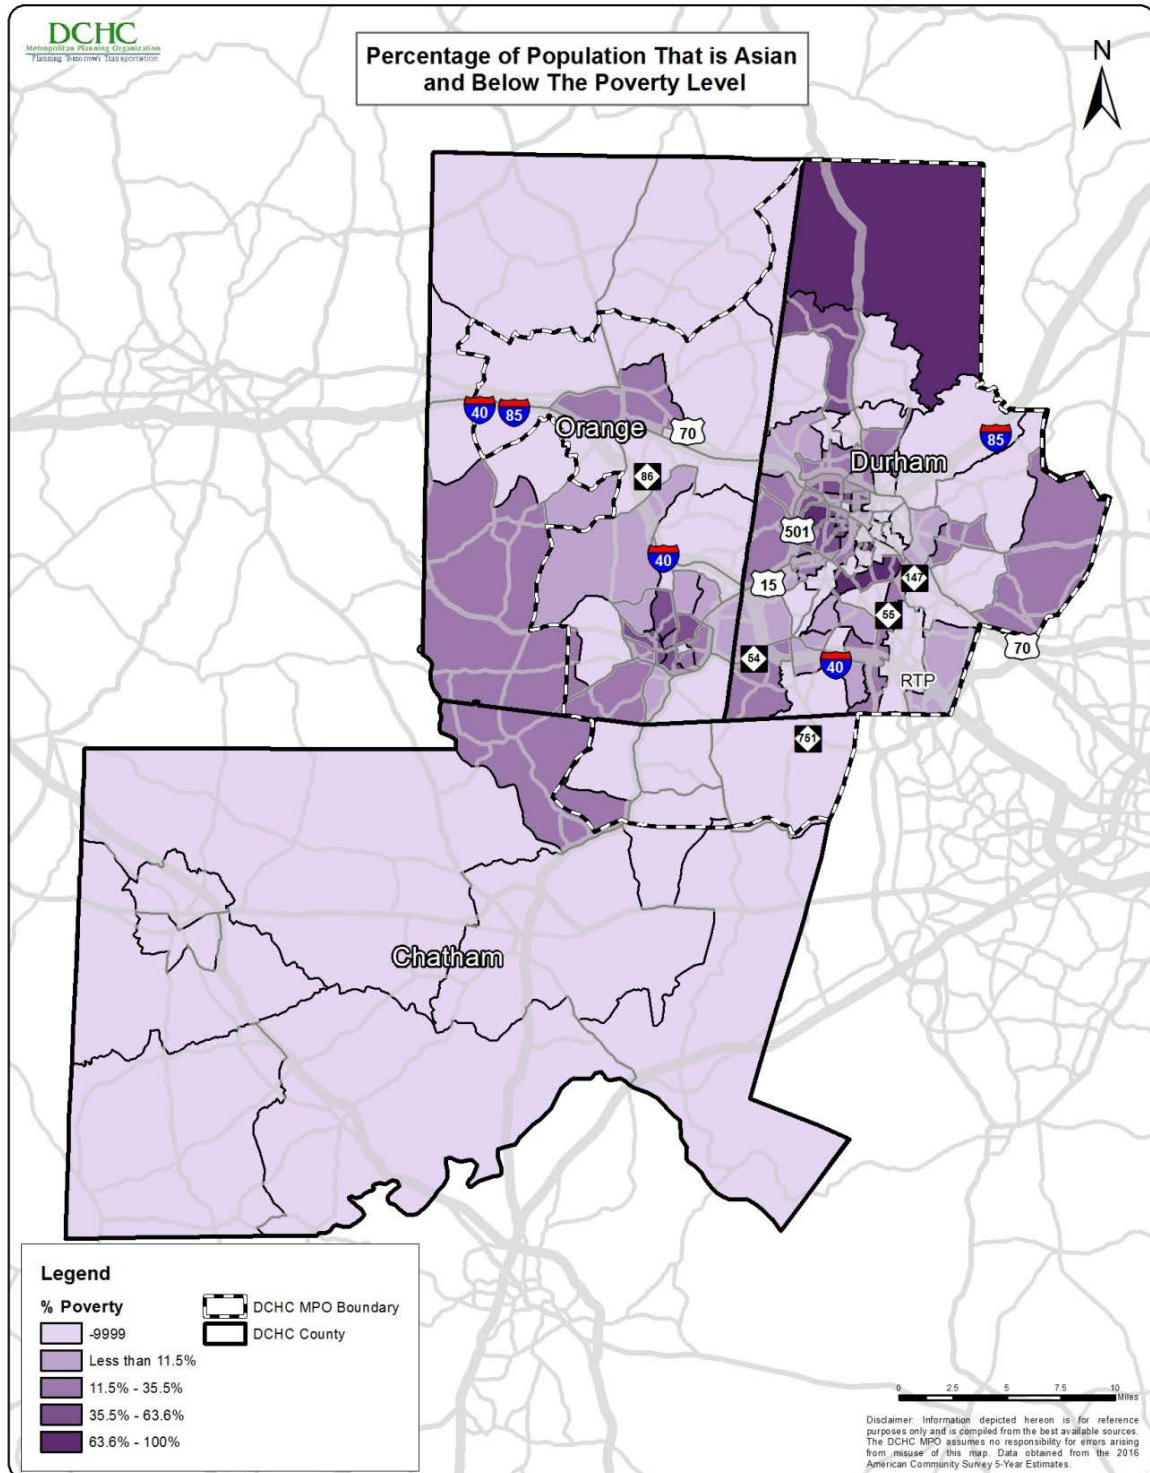 DCHC
Metropolitan Planning Organization
Planning Tomorrow's Transportation
Percentage of Population That is Asian
and Below The Poverty Level
N
40
85
Orange
70
86
85
Durham
501
40
15
147
55
54
40
70
RTP
751
Chatham
Legend
% Poverty
-9999
Less than 11.5%
11.5% - 35.5%
35.5% - 63.6%
63.6% - 100%
DCHC MPO Boundary
DCHC County
0 2.5 5 7.5 10
Miles
Disclaimer: Information depicted hereon is for reference
purposes only and is compiled from the best available sources.
The DCHC MPO assumes no responsibility for errors arising
from misuse of this map. Data obtained from the 2016
American Community Survey 5-Year Estimates.